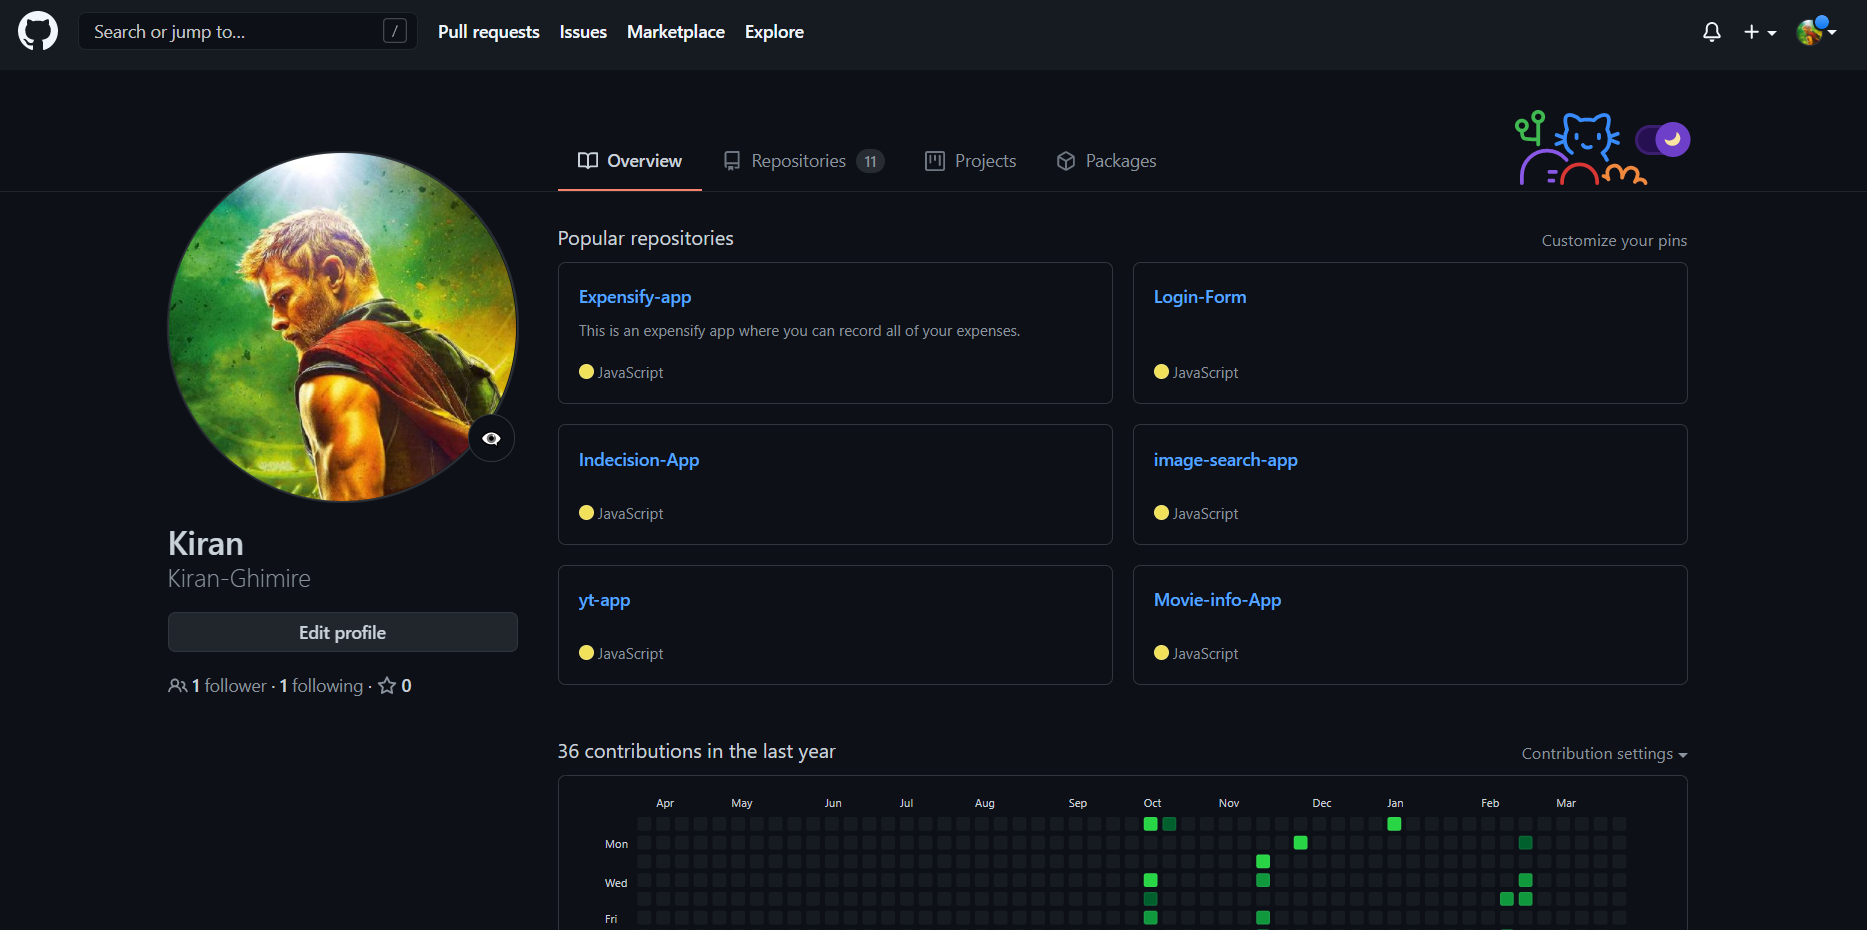 Search or jump to... /
Pull requests Issues Marketplace Explore
Overview Repositories 11 Projects Packages
Kiran
Kiran-Ghimire
Edit profile
1 follower · 1 following · 0
Popular repositories
Customize your pins
Expensify-app
This is an expensify app where you can record all of your expenses.
JavaScript
Login-Form
JavaScript
Indecision-App
JavaScript
image-search-app
JavaScript
yt-app
JavaScript
Movie-info-App
JavaScript
36 contributions in the last year
Contribution settings
Apr May Jun Jul Aug Sep Oct Nov Dec Jan Feb Mar
Mon
Wed
Fri